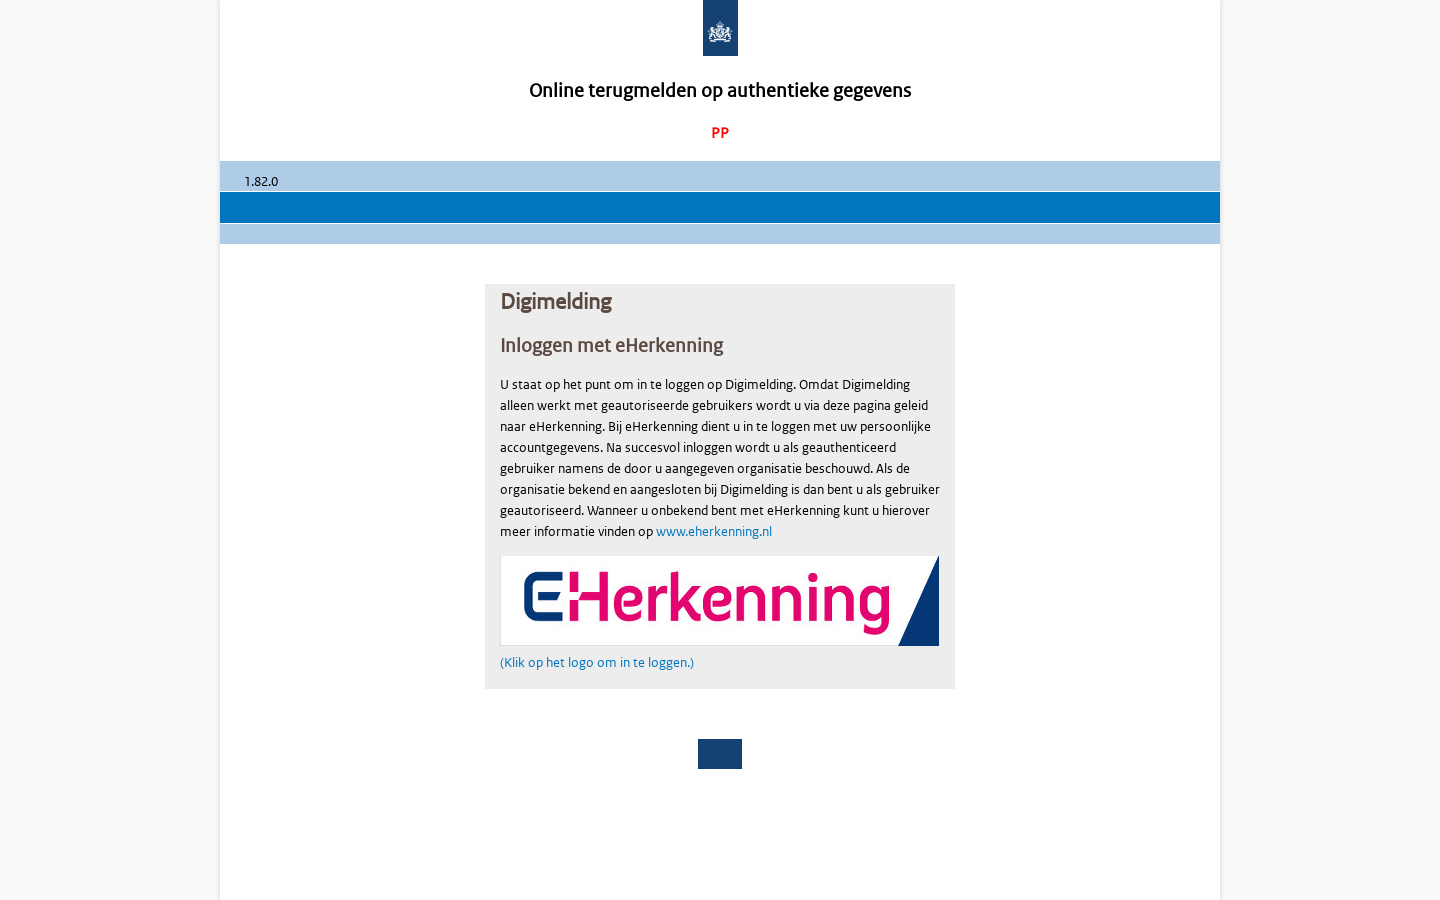 Online terugmelden op authentieke gegevens
PP
1.82.0
Digimelding
Inloggen met eHerkenning
U staat op het punt om in te loggen op Digimelding. Omdat Digimelding
alleen werkt met geautoriseerde gebruikers wordt u via deze pagina geleid
naar eHerkenning. Bij eHerkenning dient u in te loggen met uw persoonlijke
accountgegevens. Na succesvol inloggen wordt u als geauthenticeerd
gebruiker namens de door u aangegeven organisatie beschouwd. Als de
organisatie bekend en aangesloten bij Digimelding is dan bent u als gebruiker
geautoriseerd. Wanneer u onbekend bent met eHerkenning kunt u hierover
meer informatie vinden op www.eherkenning.nl
EHerkenning
(Klik op het logo om in te loggen.)